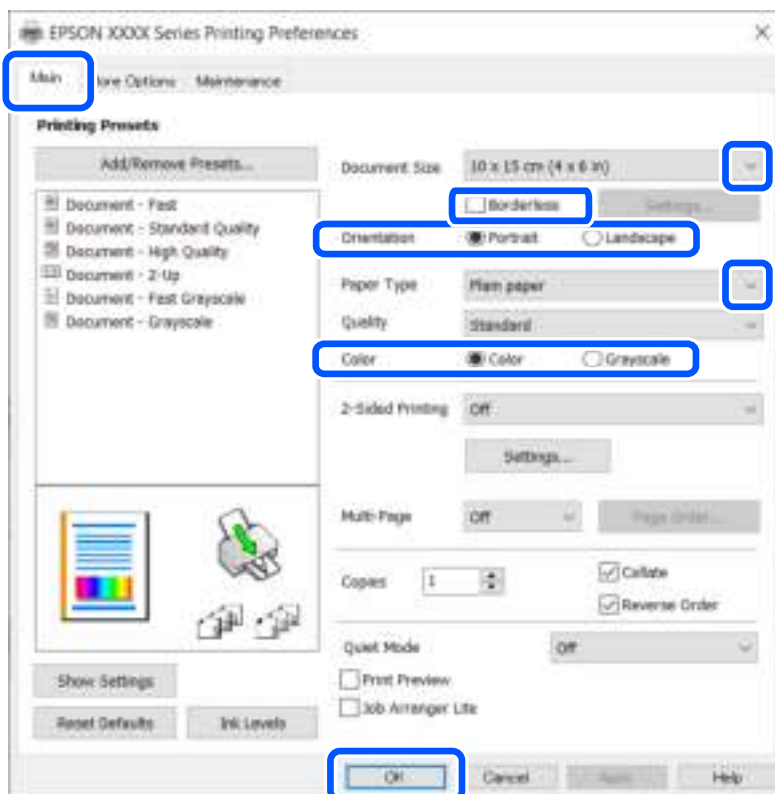 EPSON XXXX Series Printing Preferences
Main More Options Maintenance
Printing Presets
Add/Remove Presets...
Document - Fast
Document - Standard Quality
Document - High Quality
Document - 2-Up
Document - Fast Grayscale
Document - Grayscale
Show Settings
Reset Defaults Ink Levels
Document Size 10 x 15 cm (4 x 6 in)
Borderless Settings...
Orientation Portrait Landscape
Paper Type Plain paper
Quality Standard
Color Color Grayscale
2-Sided Printing Off
Settings...
Multi-Page Off Page Order...
Copies 1 Collate
Reverse Order
Quiet Mode Off
Print Preview
Job Arranger Lite
OK Cancel Apply Help